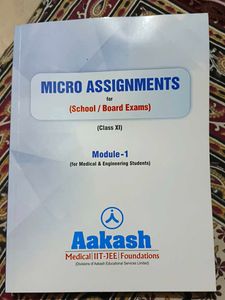 MICRO ASSIGNMENTS
for
(School / Board Exams)
(Class XI)
Module-1
(for Medical & Engineering Students)
Aakash
Medical | IIT-JEE | Foundations
(Divisions of Aakash Educational Services Limited)